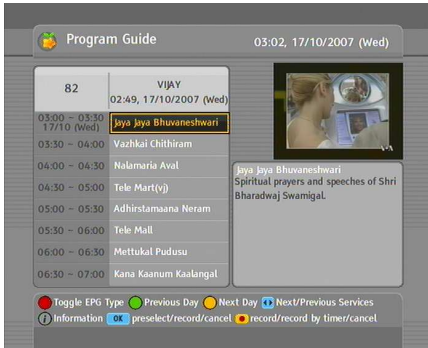 Program Guide
03:02, 17/10/2007 (Wed)
82
VIJAY
02:49, 17/10/2007 (Wed)
03:00 - 03:30
17/10 (Wed)
Jaya Jaya Bhuvaneshwari
03:30 - 04:00 Vazhkai Chithiram
04:00 - 04:30 Nalamaria Aval
04:30 - 05:00 Tele Mart(vj)
05:00 - 05:30 Adhirstamaana Neram
05:30 - 06:00 Tele Mall
06:00 - 06:30 Mettukal Pudusu
06:30 - 07:00 Kana Kaanum Kaalangal
VOA
Jaya Jaya Bhuvaneshwari
Spiritual prayers and speeches of Shri
Bharadwaj Swamigal.
Toggle EPG Type Previous Day Next Day Next/Previous Services
i Information OK preselect/record/cancel record/record by timer/cancel